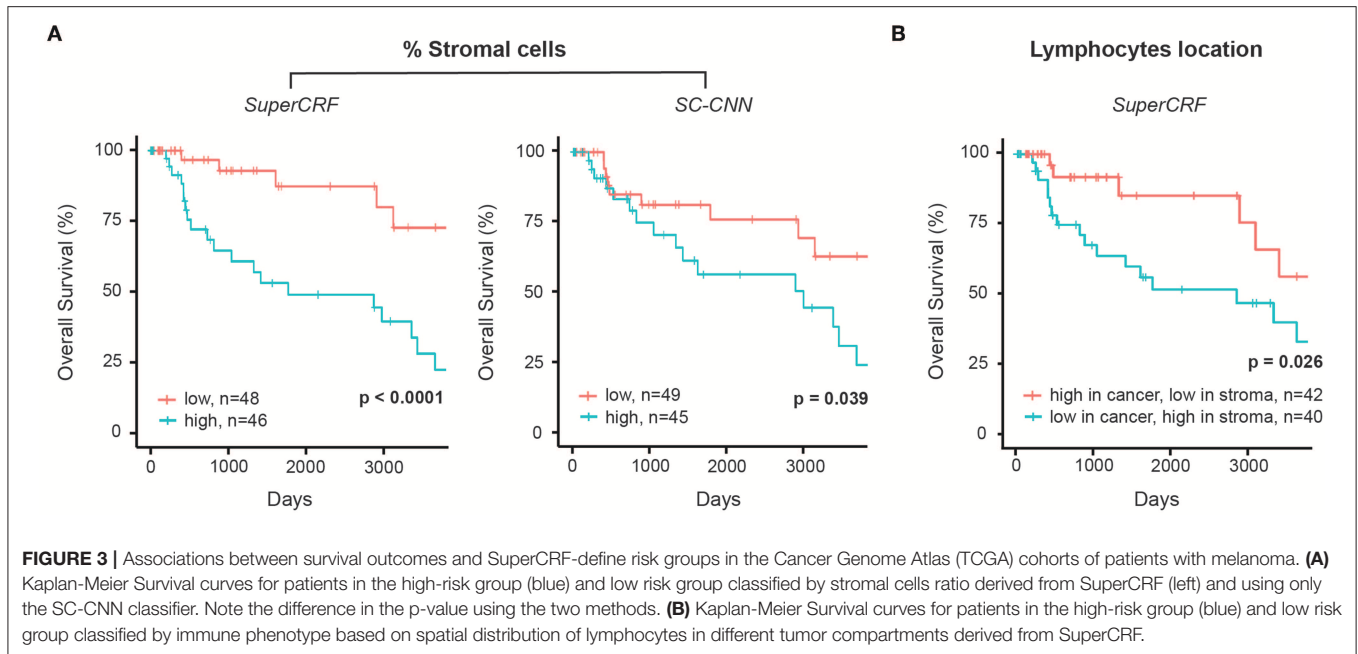 A
% Stromal cells
SuperCRF
SC-CNN
Overall Survival (%)
100
75
50
25
0
low, n=48
high, n=46
p < 0.0001
0 1000 2000 3000
Days
Overall Survival (%)
100
75
50
25
0
low, n=49
high, n=45
p = 0.039
0 1000 2000 3000
Days
B
Lymphocytes location
SuperCRF
Overall Survival (%)
100
75
50
25
0
p = 0.026
high in cancer, low in stroma, n=42
low in cancer, high in stroma, n=40
0 1000 2000 3000
Days
FIGURE 3 | Associations between survival outcomes and SuperCRF-define risk groups in the Cancer Genome Atlas (TCGA) cohorts of patients with melanoma. (A)
Kaplan-Meier Survival curves for patients in the high-risk group (blue) and low risk group classified by stromal cells ratio derived from SuperCRF (left) and using only
the SC-CNN classifier. Note the difference in the p-value using the two methods. (B) Kaplan-Meier Survival curves for patients in the high-risk group (blue) and low risk
group classified by immune phenotype based on spatial distribution of lymphocytes in different tumor compartments derived from SuperCRF.